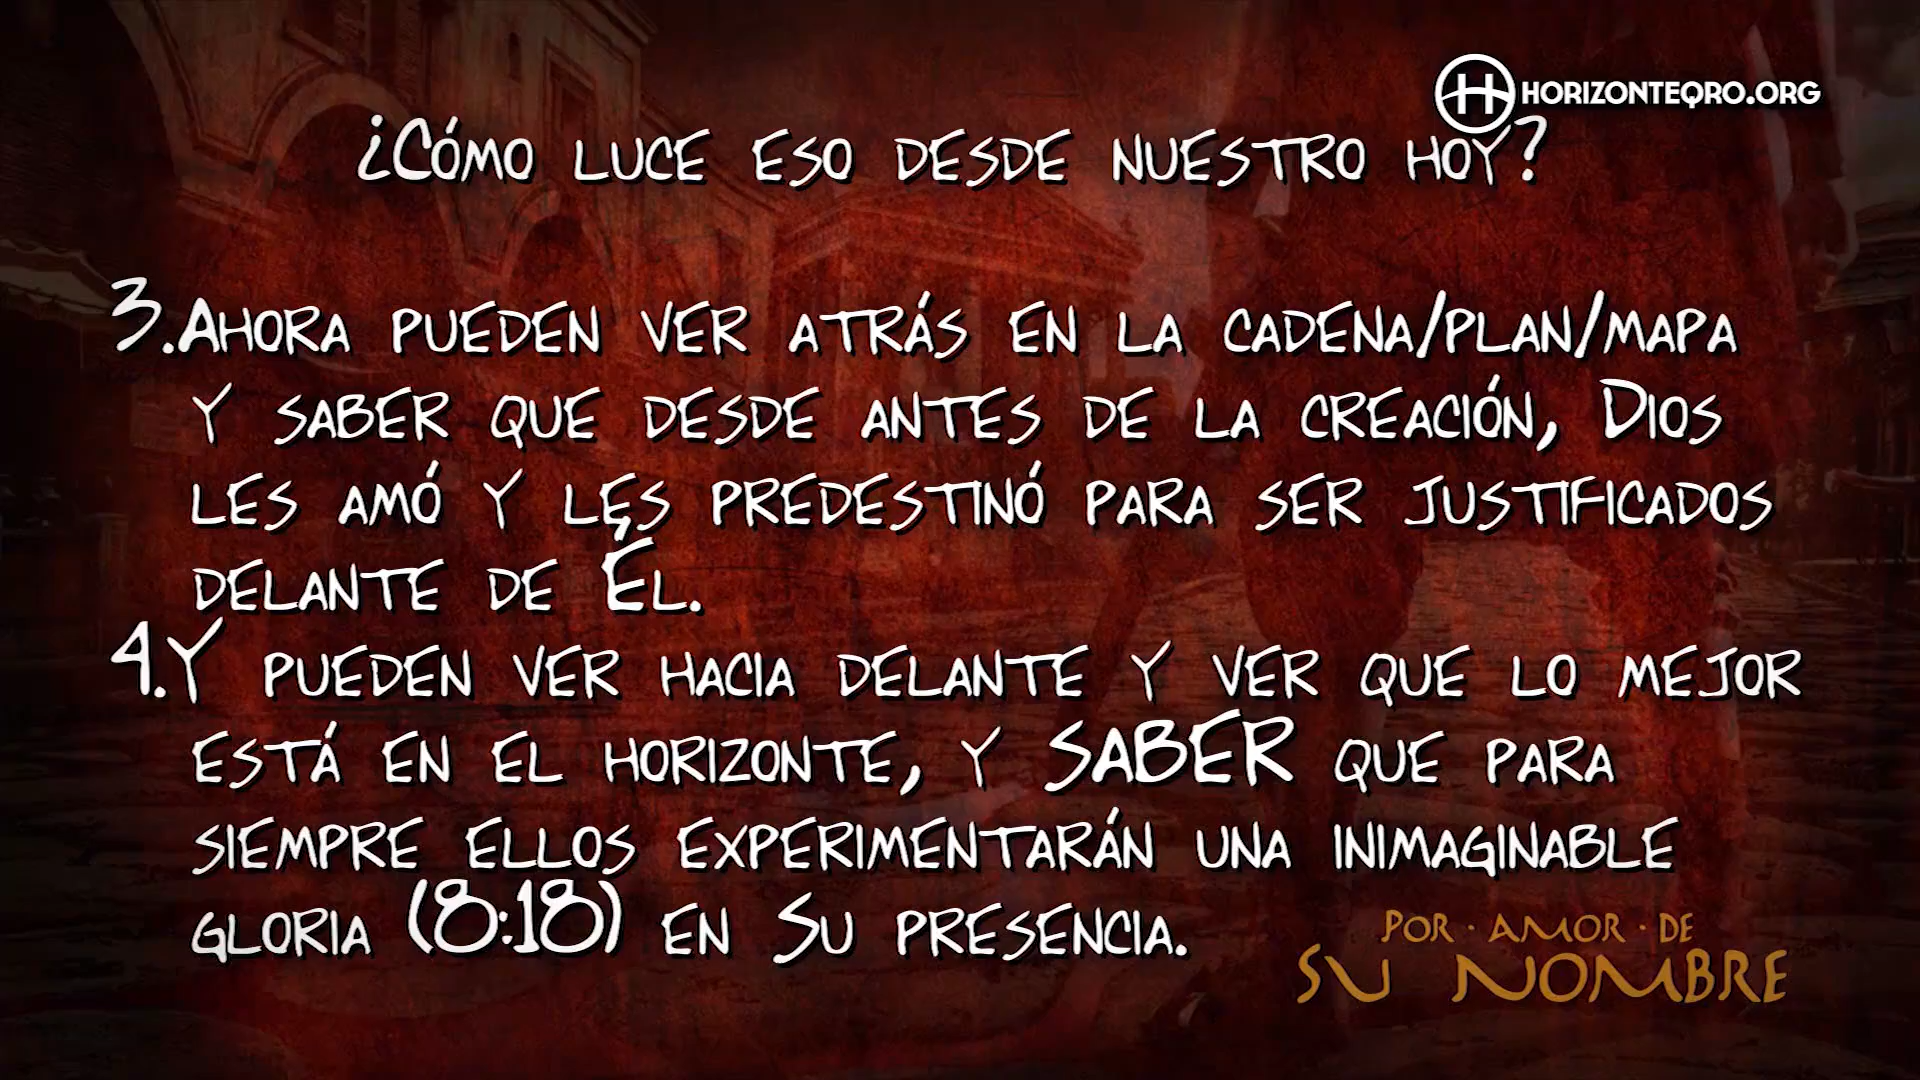 HORIZONTEQRO.ORG
¿Cómo luce eso desde nuestro hoy?
3.Ahora pueden ver atrás en la cadena/plan/mapa
y saber que desde antes de la creación, Dios
les amó y les predestinó para ser justificados
delante de Él.
4.Y pueden ver hacia delante y ver que lo mejor
está en el horizonte, y SABER que para
siempre ellos experimentarán una inimaginable
gloria (8:18) en Su presencia.
POR · AMOR · DE
SU NOMBRE